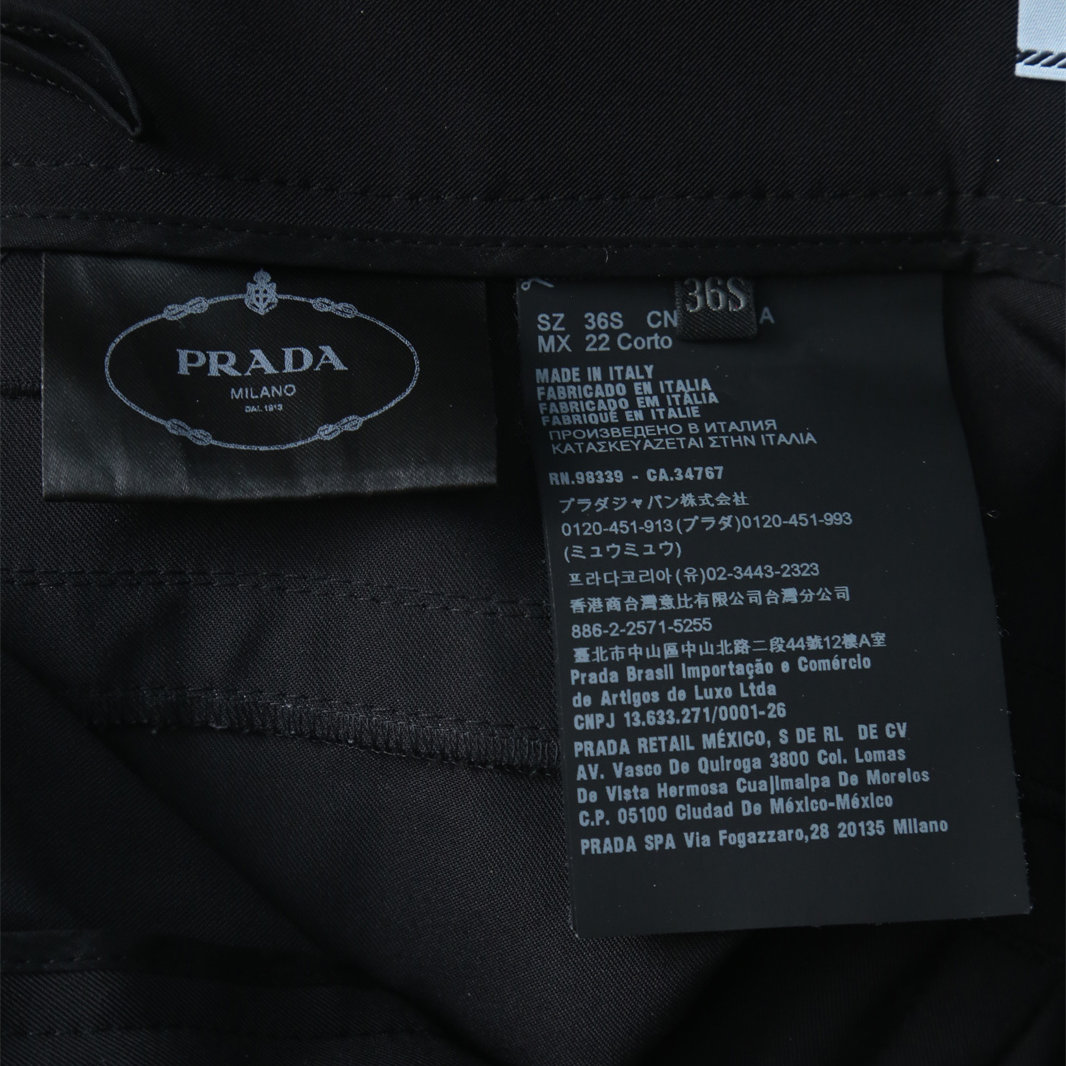 PRADA
MILANO
DAL 1913
36S
SZ 36S CN A
MX 22 Corto
MADE IN ITALY
FABRICADO EN ITALIA
FABRICADO EM ITÁLIA
FABRIQUÉ EN ITALIE
ПРОИЗВЕДЕНО В ИТАЛИЯ
ΚΑΤΑΣΚΕΥΑΖΕΤΑΙ ΣΤΗΝ ΙΤΑΛΙΑ
RN.98339 - CA.34767
プラダジャパン株式会社
0120-451-913(プラダ)0120-451-993
(ミュウミュウ)
프라다코리아(유)02-3443-2323
香港商台灣意比有限公司台灣分公司
886-2-2571-5255
臺北市中山區中山北路二段44號12樓A室
Prada Brasil Importação e Comércio
de Artigos de Luxo Ltda
CNPJ 13.633.271/0001-26
PRADA RETAIL MÉXICO, S DE RL DE CV
AV. Vasco De Quiroga 3800 Col. Lomas
De Vista Hermosa Cuajimalpa De Morelos
C.P. 05100 Ciudad De México-México
PRADA SPA Via Fogazzaro,28 20135 Milano